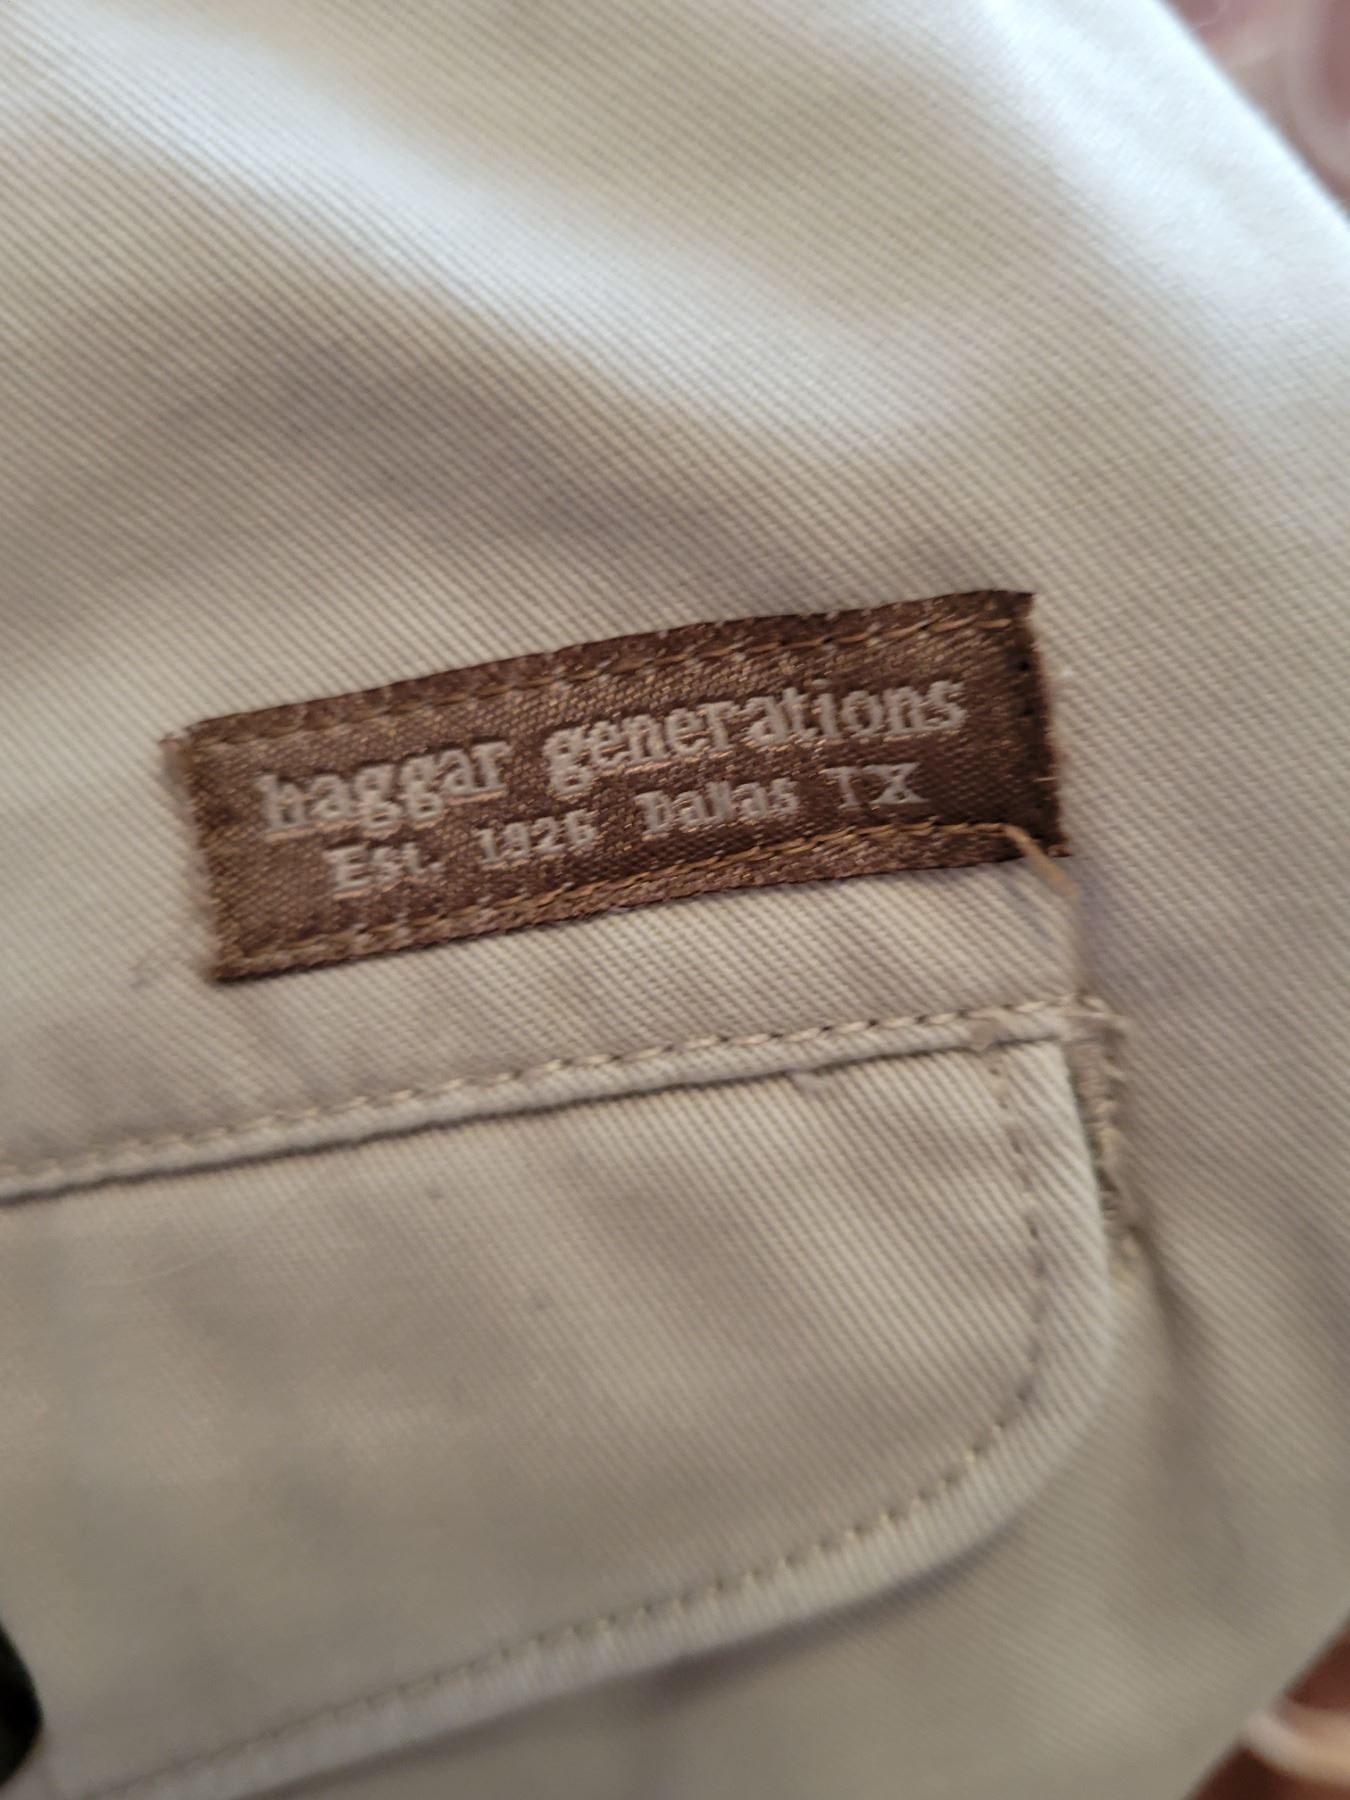 haggar generations
Est. 1926 Dallas TX